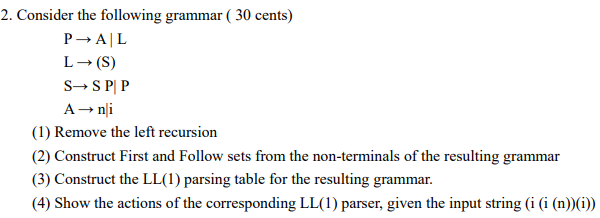 2. Consider the following grammar ( 30 cents)
P→ A | L
L → (S)
S→ S P| P
A → n|i
(1) Remove the left recursion
(2) Construct First and Follow sets from the non-terminals of the resulting grammar
(3) Construct the LL(1) parsing table for the resulting grammar.
(4) Show the actions of the corresponding LL(1) parser, given the input string (i (i (n))(i))